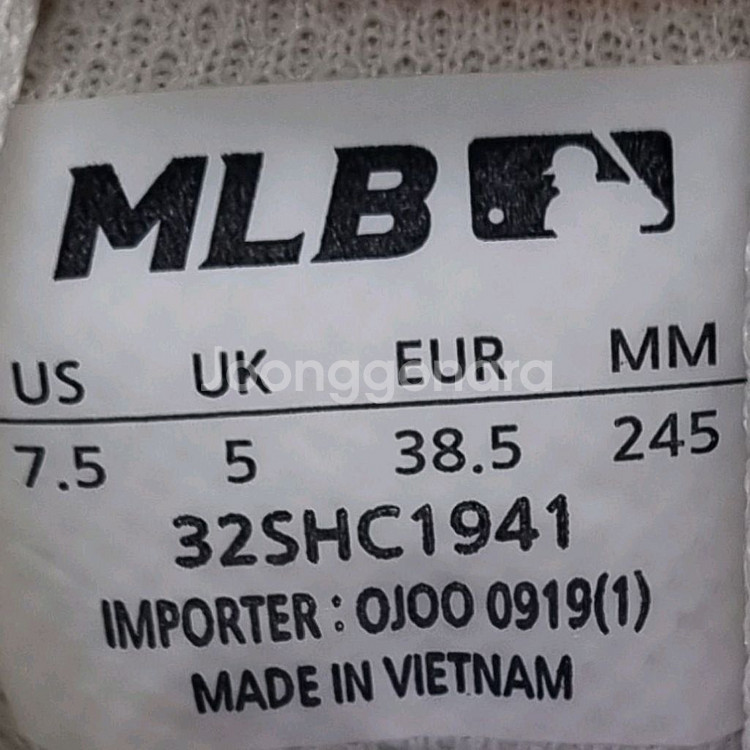 MLB
US UK EUR MM
Joonggonara
7.5 5 38.5 245
32SHC1941
IMPORTER : OJOO 0919(1)
MADE IN VIETNAM